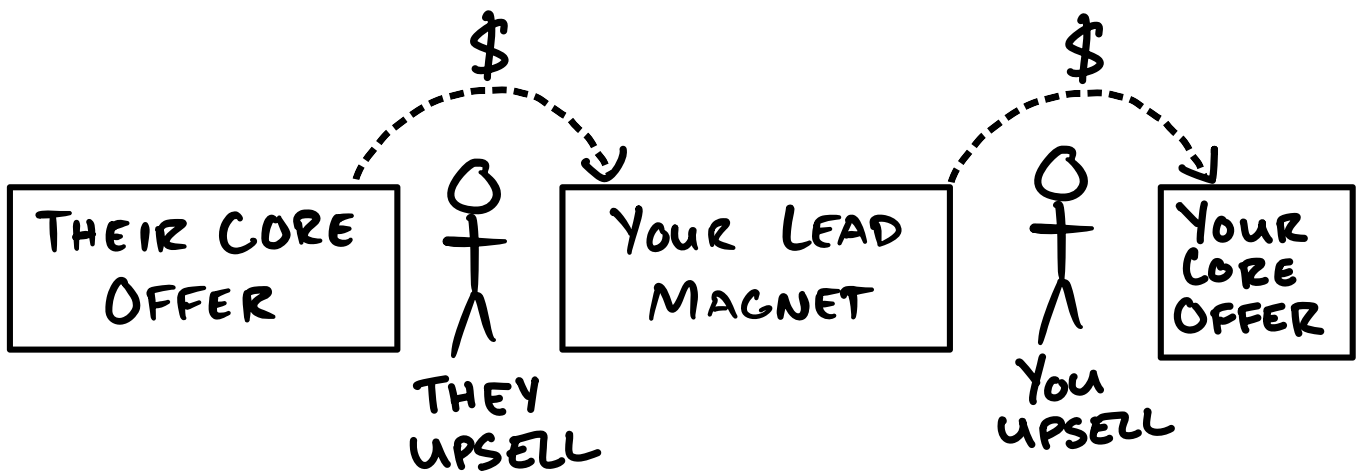 $
$
THEIR CORE
OFFER
YOUR LEAD
MAGNET
YOUR
CORE
OFFER
THEY
UPSELL
YOU
UPSELL